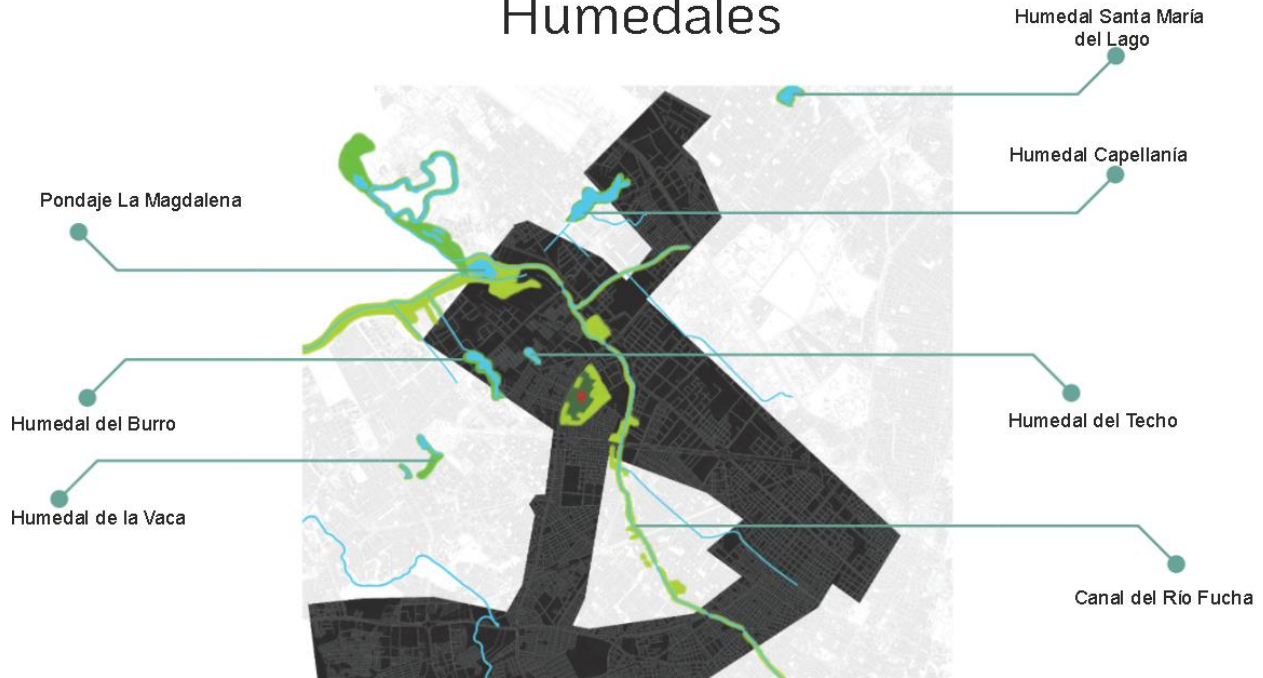 Humedales
Humedal Santa María
del Lago
Humedal Capellanía
Pondaje La Magdalena
Humedal del Burro
Humedal del Techo
Humedal de la Vaca
Canal del Río Fucha